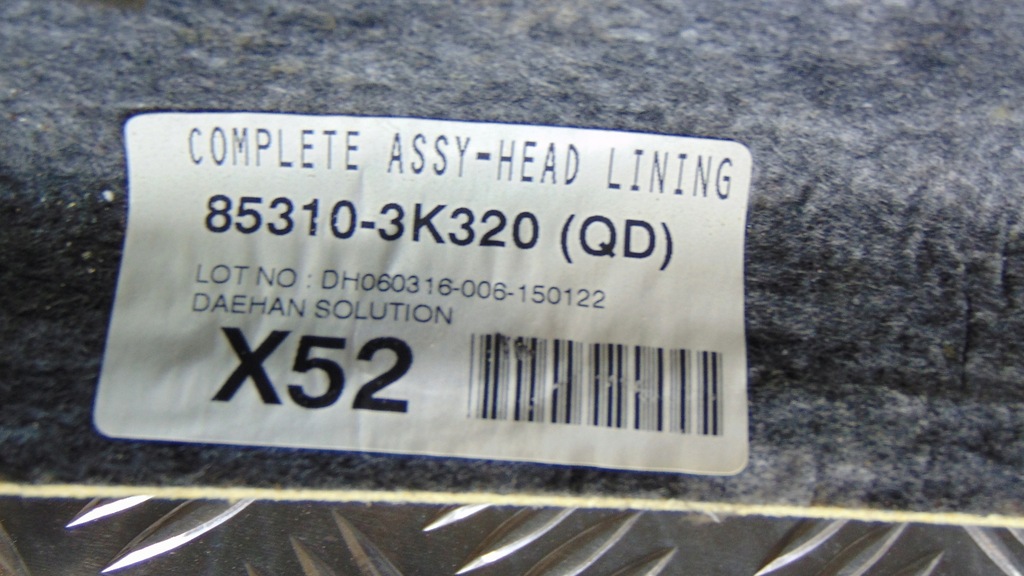 COMPLETE ASSY-HEAD LINING
85310-3K320 (QD)
LOT NO : DH060316-006-150122
DAEHAN SOLUTION
X52